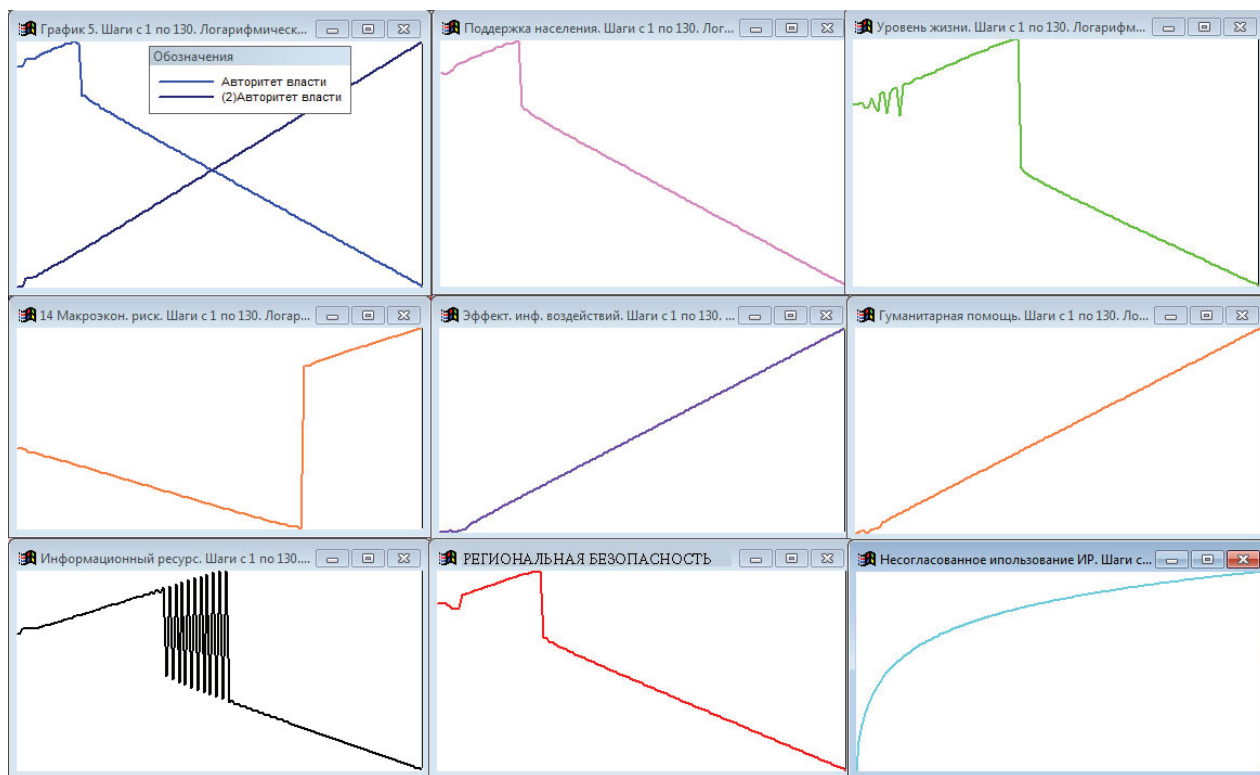 График 5. Шаги с 1 по 130. Логарифмическ...
Обозначения
Авторитет власти
(2)Авторитет власти
Поддержка населения. Шаги с 1 по 130. Лог...
Уровень жизни. Шаги с 1 по 130. Логарифм...
14 Макроэкон. риск. Шаги с 1 по 130. Логар...
Эффект. инф. воздействий. Шаги с 1 по 130. ...
Гуманитарная помощь. Шаги с 1 по 130. Ло...
Информационный ресурс. Шаги с 1 по 130....
РЕГИОНАЛЬНАЯ БЕЗОПАСНОСТЬ
Несогласованное ипользование ИР. Шаги с...